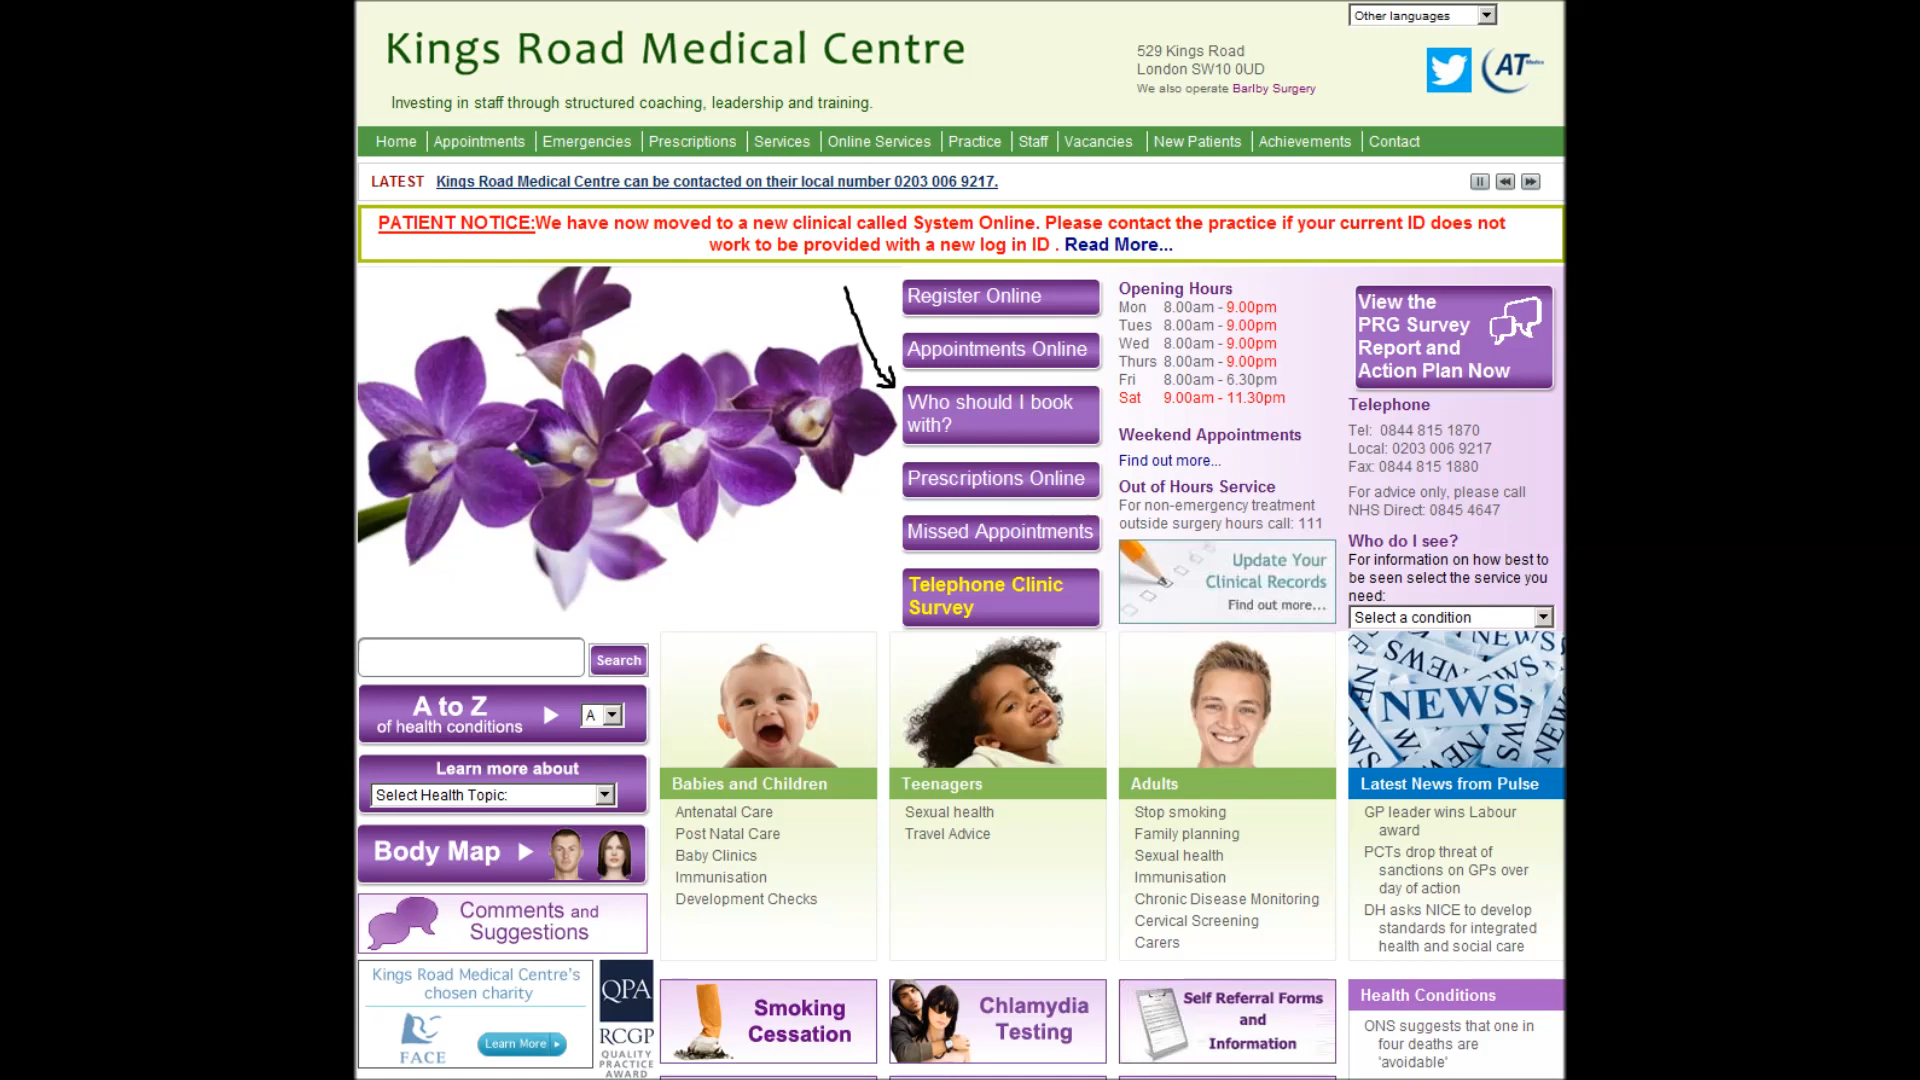 Other languages
Kings Road Medical Centre
Investing in staff through structured coaching, leadership and training.
529 Kings Road
London SW10 0UD
We also operate Barlby Surgery
AT Medics
Home
Appointments
Emergencies
Prescriptions
Services
Online Services
Practice
Staff
Vacancies
New Patients
Achievements
Contact
LATEST Kings Road Medical Centre can be contacted on their local number 0203 006 9217.
PATIENT NOTICE:We have now moved to a new clinical called System Online. Please contact the practice if your current ID does not
work to be provided with a new log in ID . Read More...
Register Online
Appointments Online
Who should I book
with?
Prescriptions Online
Missed Appointments
Telephone Clinic
Survey
Opening Hours
Mon 8.00am - 9.00pm
Tues 8.00am - 9.00pm
Wed 8.00am - 9.00pm
Thurs 8.00am - 9.00pm
Fri 8.00am - 6.30pm
Sat 9.00am - 11.30pm
Weekend Appointments
Find out more...
Out of Hours Service
For non-emergency treatment
outside surgery hours call: 111
Update Your
Clinical Records
Find out more...
View the
PRG Survey
Report and
Action Plan Now
Telephone
Tel: 0844 815 1870
Local: 0203 006 9217
Fax: 0844 815 1880
For advice only, please call
NHS Direct: 0845 4647
Who do I see?
For information on how best to
be seen select the service you
need:
Select a condition
Search
A to Z
of health conditions
A
Learn more about
Select Health Topic:
Body Map
Comments and
Suggestions
Kings Road Medical Centre's
chosen charity
FACE
Learn More
QPA
RCGP
QUALITY
PRACTICE
AWARD
Babies and Children
Antenatal Care
Post Natal Care
Baby Clinics
Immunisation
Development Checks
Teenagers
Sexual health
Travel Advice
Adults
Stop smoking
Family planning
Sexual health
Immunisation
Chronic Disease Monitoring
Cervical Screening
Carers
NEWS
Latest News from Pulse
GP leader wins Labour
award
PCTs drop threat of
sanctions on GPs over
day of action
DH asks NICE to develop
standards for integrated
health and social care
Smoking
Cessation
Chlamydia
Testing
Self Referral Forms
and
Information
Health Conditions
ONS suggests that one in
four deaths are
'avoidable'